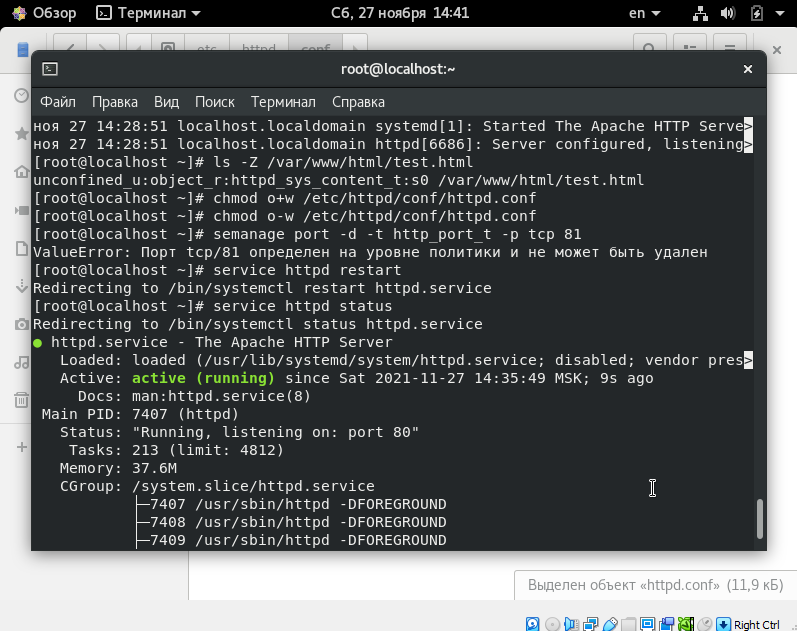 Обзор Терминал Сб, 27 ноября 14:41 en
etc httpd conf
root@localhost:~
Файл Правка Вид Поиск Терминал Справка
ноя 27 14:28:51 localhost.localdomain systemd[1]: Started The Apache HTTP Serve>
ноя 27 14:28:51 localhost.localdomain httpd[6686]: Server configured, listening>
[root@localhost ~]# ls -Z /var/www/html/test.html
unconfined_u:object_r:httpd_sys_content_t:s0 /var/www/html/test.html
[root@localhost ~]# chmod o+w /etc/httpd/conf/httpd.conf
[root@localhost ~]# chmod o-w /etc/httpd/conf/httpd.conf
[root@localhost ~]# semanage port -d -t http_port_t -p tcp 81
ValueError: Порт tcp/81 определен на уровне политики и не может быть удален
[root@localhost ~]# service httpd restart
Redirecting to /bin/systemctl restart httpd.service
[root@localhost ~]# service httpd status
Redirecting to /bin/systemctl status httpd.service
● httpd.service - The Apache HTTP Server
Loaded: loaded (/usr/lib/systemd/system/httpd.service; disabled; vendor pres>
Active: active (running) since Sat 2021-11-27 14:35:49 MSK; 9s ago
Docs: man:httpd.service(8)
Main PID: 7407 (httpd)
Status: "Running, listening on: port 80"
Tasks: 213 (limit: 4812)
Memory: 37.6M
CGroup: /system.slice/httpd.service
├─7407 /usr/sbin/httpd -DFOREGROUND
├─7408 /usr/sbin/httpd -DFOREGROUND
├─7409 /usr/sbin/httpd -DFOREGROUND
Выделен объект «httpd.conf» (11,9 кБ)
Right Ctrl